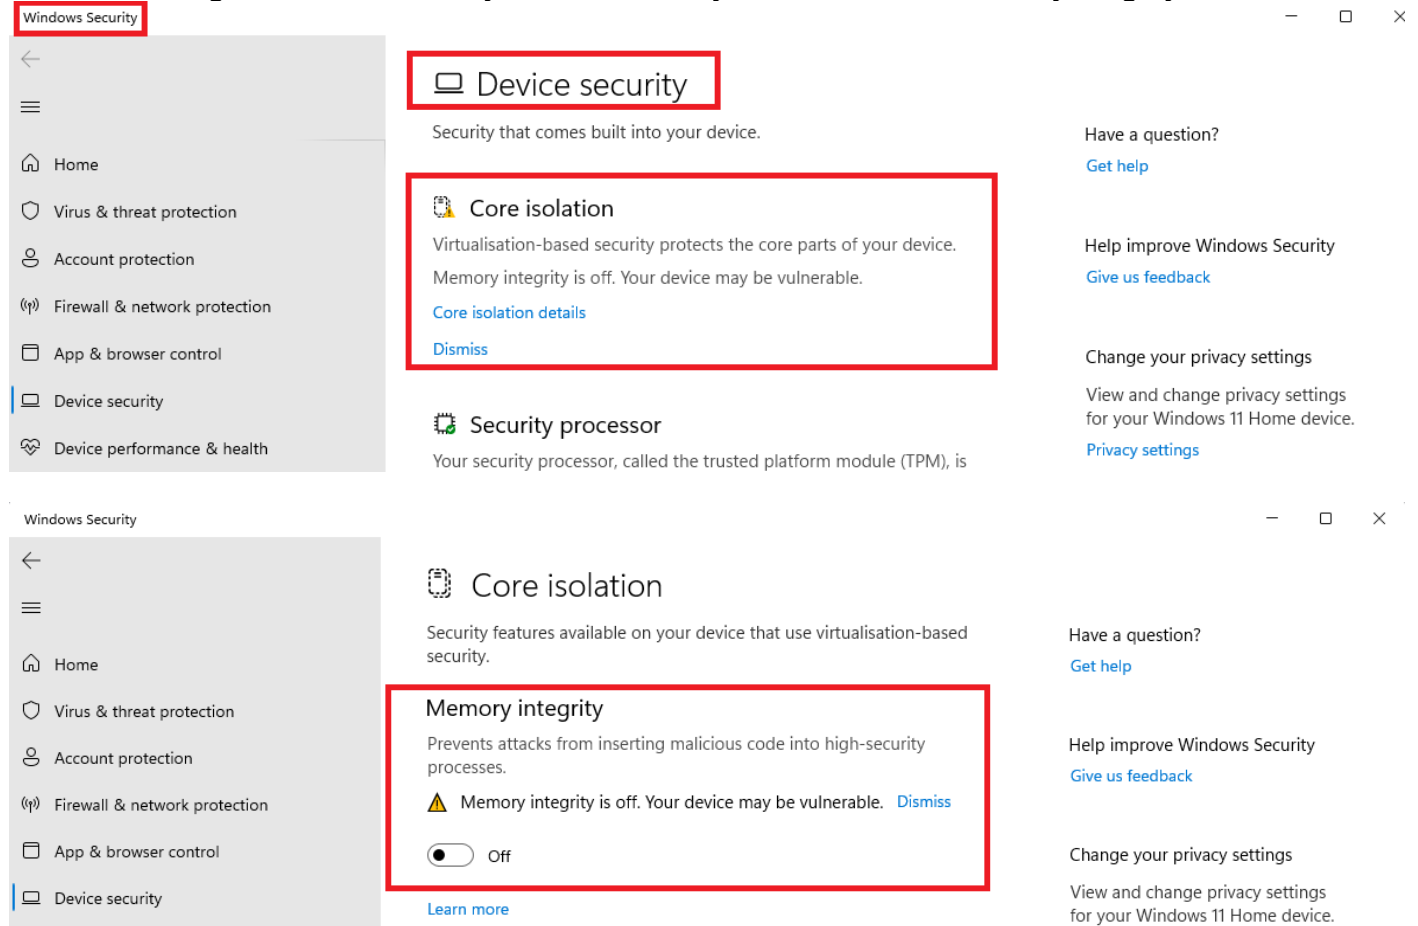 Windows Security
Device security
Security that comes built into your device.
Have a question?
Get help
Home
Virus & threat protection
Account protection
Firewall & network protection
App & browser control
Device security
Device performance & health
Core isolation
Virtualisation-based security protects the core parts of your device.
Memory integrity is off. Your device may be vulnerable.
Core isolation details
Dismiss
Security processor
Your security processor, called the trusted platform module (TPM), is
Help improve Windows Security
Give us feedback
Change your privacy settings
View and change privacy settings
for your Windows 11 Home device.
Privacy settings
Windows Security
Home
Virus & threat protection
Account protection
Firewall & network protection
App & browser control
Device security
Core isolation
Security features available on your device that use virtualisation-based
security.
Memory integrity
Prevents attacks from inserting malicious code into high-security
processes.
Memory integrity is off. Your device may be vulnerable. Dismiss
Off
Learn more
Have a question?
Get help
Help improve Windows Security
Give us feedback
Change your privacy settings
View and change privacy settings
for your Windows 11 Home device.